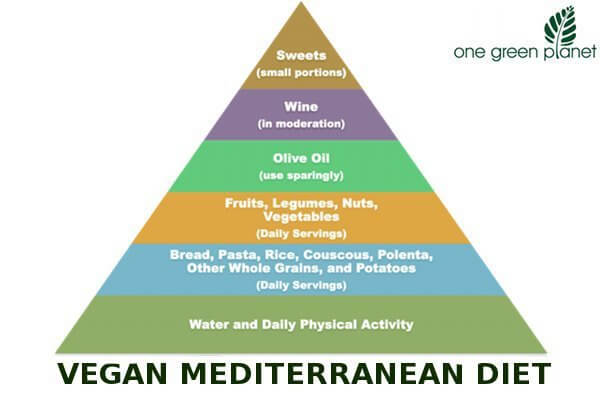 one green planet
Sweets
(small portions)
Wine
(in moderation)
Olive Oil
(use sparingly)
Fruits, Legumes, Nuts,
Vegetables
(Daily Servings)
Bread, Pasta, Rice, Couscous, Polenta,
Other Whole Grains, and Potatoes
(Daily Servings)
Water and Daily Physical Activity
VEGAN MEDITERRANEAN DIET